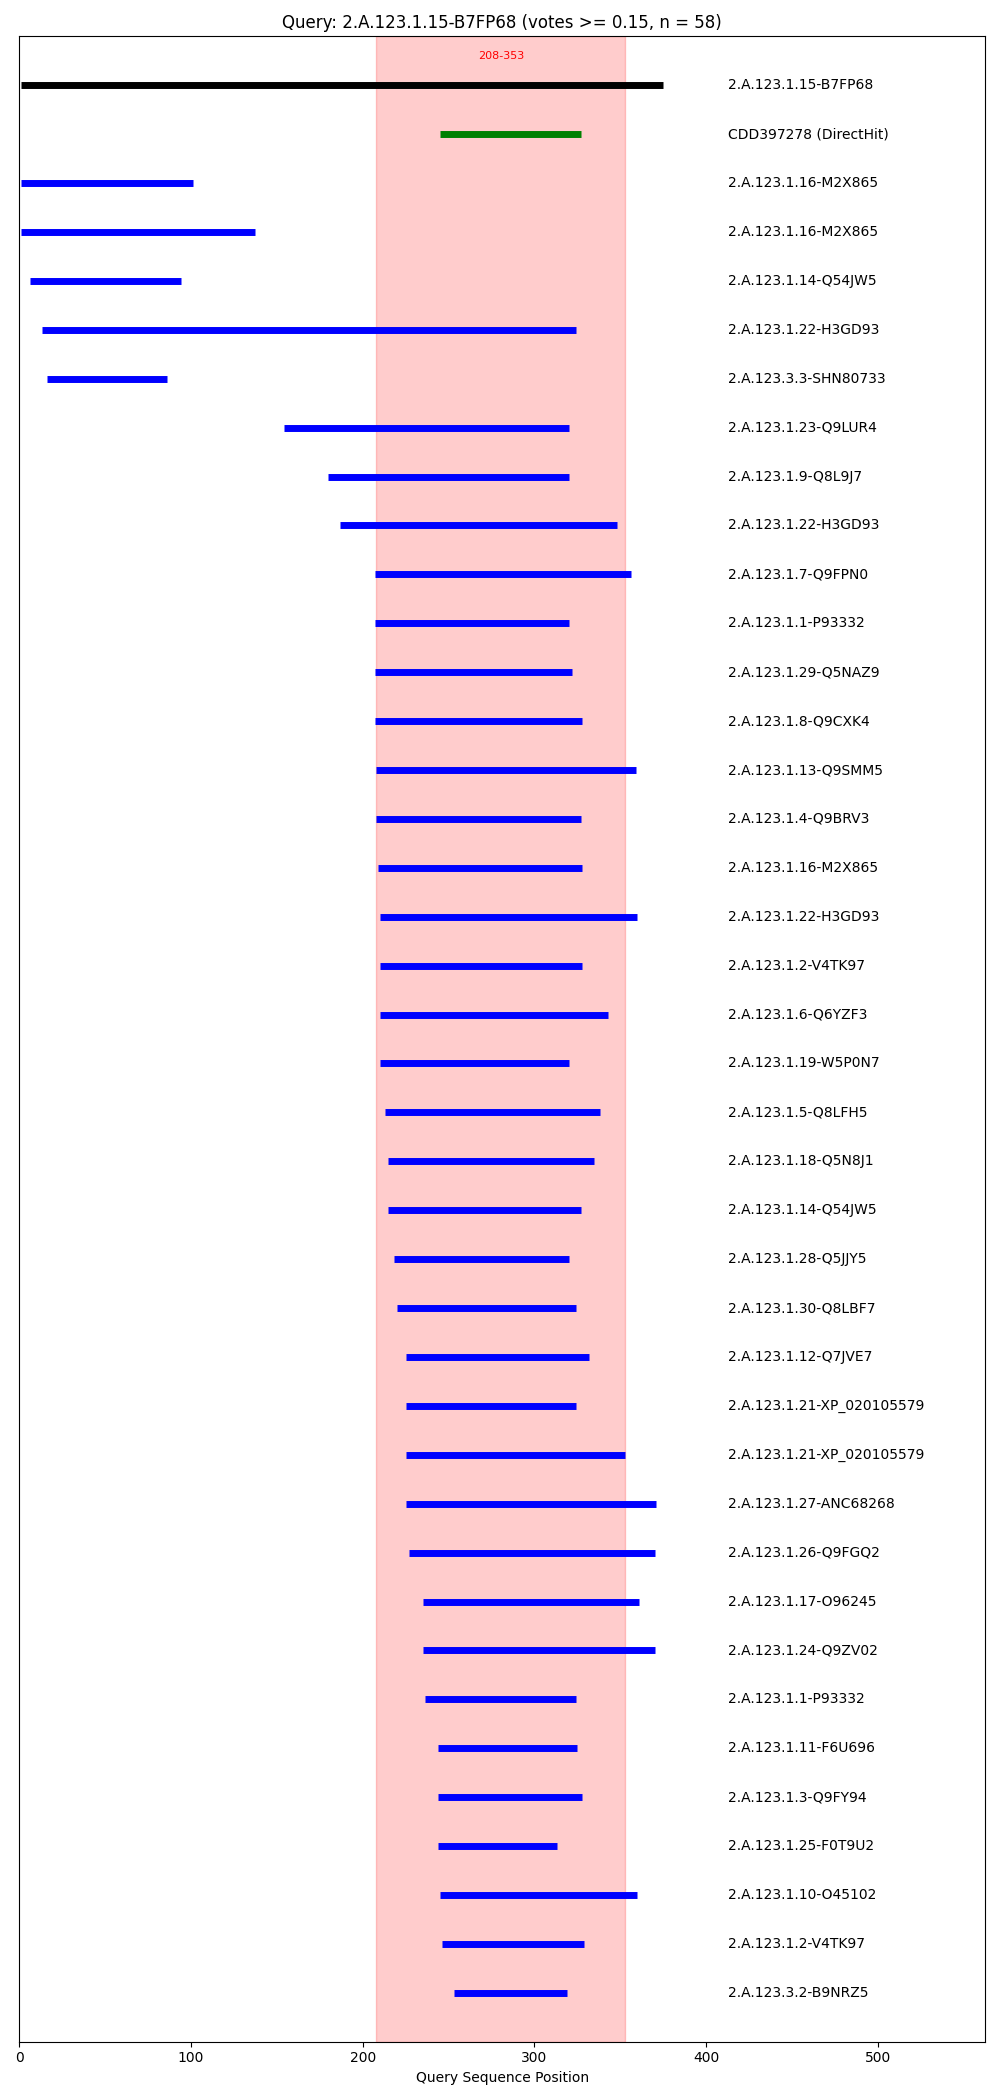 Query: 2.A.123.1.15-B7FP68 (votes >= 0.15, n = 58)
208-353
2.A.123.1.15-B7FP68
CDD397278 (DirectHit)
2.A.123.1.16-M2X865
2.A.123.1.16-M2X865
2.A.123.1.14-Q54JW5
2.A.123.1.22-H3GD93
2.A.123.3.3-SHN80733
2.A.123.1.23-Q9LUR4
2.A.123.1.9-Q8L9J7
2.A.123.1.22-H3GD93
2.A.123.1.7-Q9FPN0
2.A.123.1.1-P93332
2.A.123.1.29-Q5NAZ9
2.A.123.1.8-Q9CXK4
2.A.123.1.13-Q9SMM5
2.A.123.1.4-Q9BRV3
2.A.123.1.16-M2X865
2.A.123.1.22-H3GD93
2.A.123.1.2-V4TK97
2.A.123.1.6-Q6YZF3
2.A.123.1.19-W5P0N7
2.A.123.1.5-Q8LFH5
2.A.123.1.18-Q5N8J1
2.A.123.1.14-Q54JW5
2.A.123.1.28-Q5JJY5
2.A.123.1.30-Q8LBF7
2.A.123.1.12-Q7JVE7
2.A.123.1.21-XP_020105579
2.A.123.1.21-XP_020105579
2.A.123.1.27-ANC68268
2.A.123.1.26-Q9FGQ2
2.A.123.1.17-O96245
2.A.123.1.24-Q9ZV02
2.A.123.1.1-P93332
2.A.123.1.11-F6U696
2.A.123.1.3-Q9FY94
2.A.123.1.25-F0T9U2
2.A.123.1.10-O45102
2.A.123.1.2-V4TK97
2.A.123.3.2-B9NRZ5
0 100 200 300 400 500
Query Sequence Position